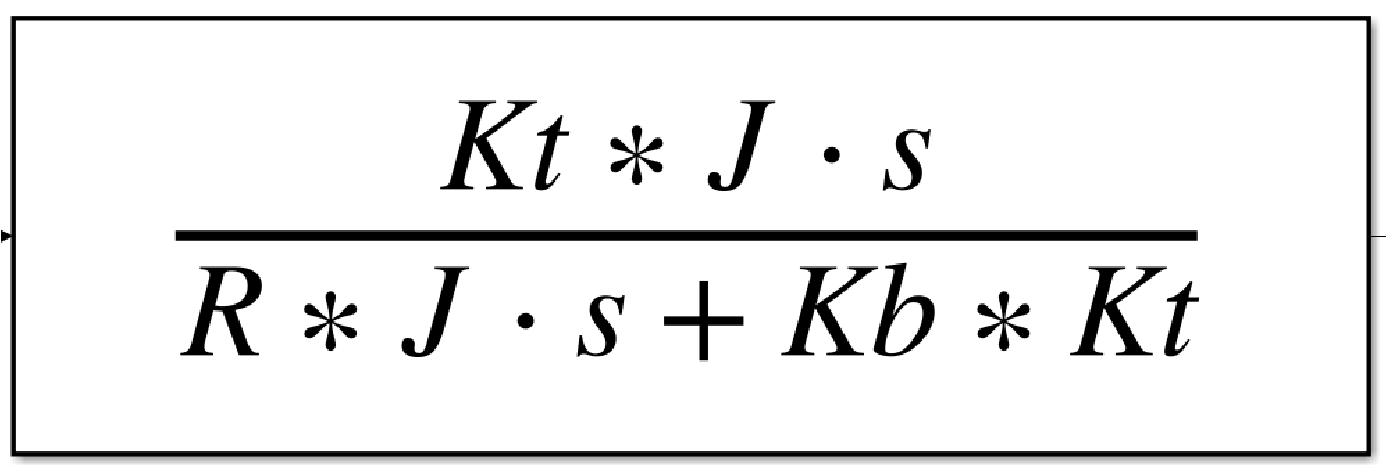 Kt * J · s
R * J · s + Kb * Kt